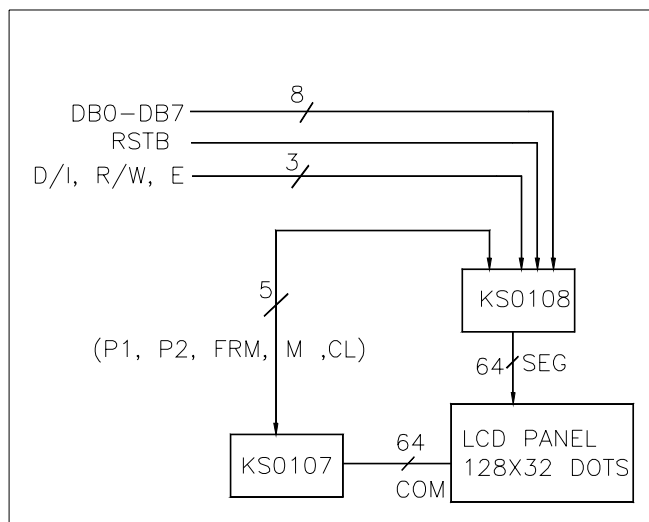 8
DB0-DB7
RSTB
D/I, R/W, E
3
5
KS0108
(P1, P2, FRM, M ,CL)
64
SEG
64
LCD PANEL
128X32 DOTS
KS0107
COM